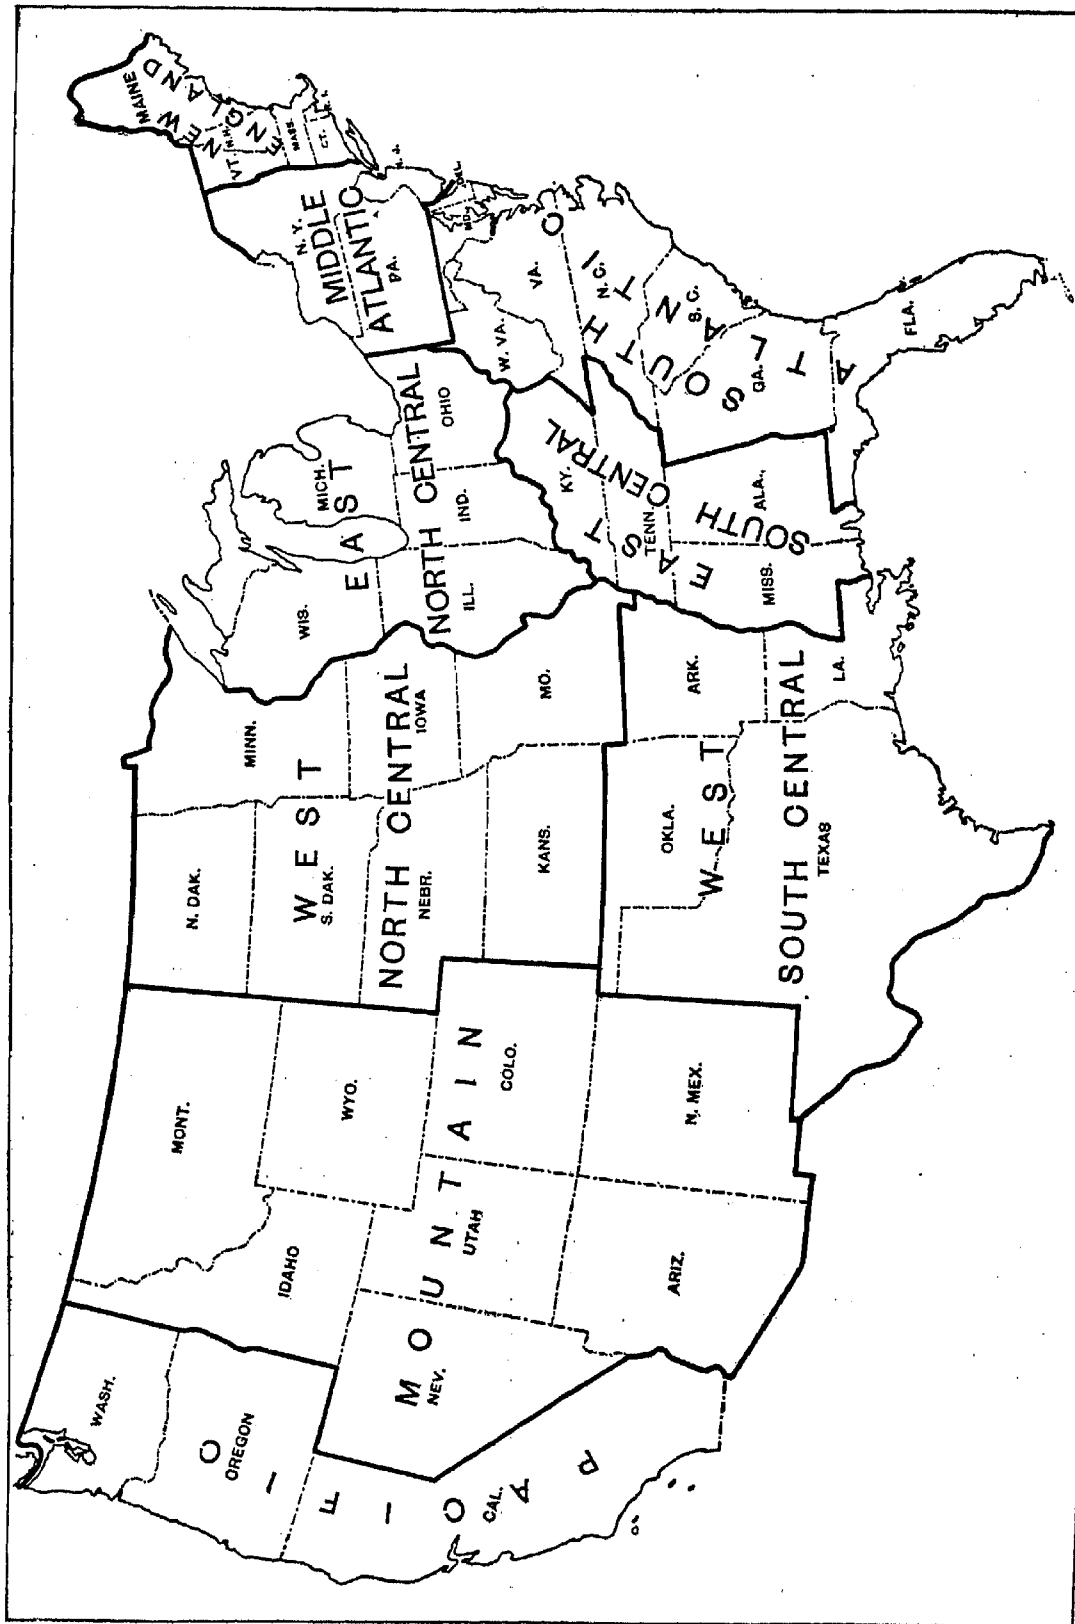 PACIFIC
WASH.
OREGON
CAL.
MOUNTAIN
MONT.
IDAHO
WYO.
NEV.
UTAH
COLO.
ARIZ.
N. MEX.
WEST
NORTH CENTRAL
N. DAK.
MINN.
S. DAK.
NEBR.
IOWA
KANS.
MO.
WEST
SOUTH CENTRAL
OKLA.
ARK.
TEXAS
LA.
EAST
NORTH CENTRAL
WIS.
MICH.
ILL.
IND.
OHIO
EAST
SOUTH CENTRAL
KY.
TENN.
MISS.
ALA.
SOUTH ATLANTIC
W. VA.
MD.
DEL.
VA.
N.C.
S.C.
GA.
FLA.
MIDDLE
ATLANTIC
N.Y.
PA.
N.J.
NEW
ENGLAND
MAINE
VT.
N.H.
MASS.
CT.
R.I.